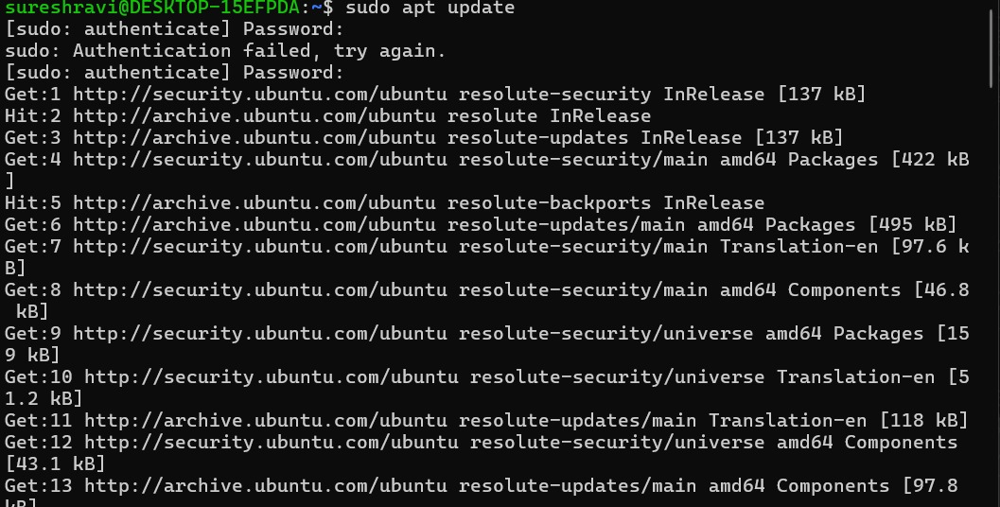 sureshravi@DESKTOP-15EFPDA:~$ sudo apt update
[sudo: authenticate] Password:
sudo: Authentication failed, try again.
[sudo: authenticate] Password:
Get:1 http://security.ubuntu.com/ubuntu resolute-security InRelease [137 kB]
Hit:2 http://archive.ubuntu.com/ubuntu resolute InRelease
Get:3 http://archive.ubuntu.com/ubuntu resolute-updates InRelease [137 kB]
Get:4 http://security.ubuntu.com/ubuntu resolute-security/main amd64 Packages [422 kB
]
Hit:5 http://archive.ubuntu.com/ubuntu resolute-backports InRelease
Get:6 http://archive.ubuntu.com/ubuntu resolute-updates/main amd64 Packages [495 kB]
Get:7 http://security.ubuntu.com/ubuntu resolute-security/main Translation-en [97.6 k
B]
Get:8 http://security.ubuntu.com/ubuntu resolute-security/main amd64 Components [46.8
 kB]
Get:9 http://security.ubuntu.com/ubuntu resolute-security/universe amd64 Packages [15
9 kB]
Get:10 http://security.ubuntu.com/ubuntu resolute-security/universe Translation-en [5
1.2 kB]
Get:11 http://archive.ubuntu.com/ubuntu resolute-updates/main Translation-en [118 kB]
Get:12 http://security.ubuntu.com/ubuntu resolute-security/universe amd64 Components
[43.1 kB]
Get:13 http://archive.ubuntu.com/ubuntu resolute-updates/main amd64 Components [97.8
kB]